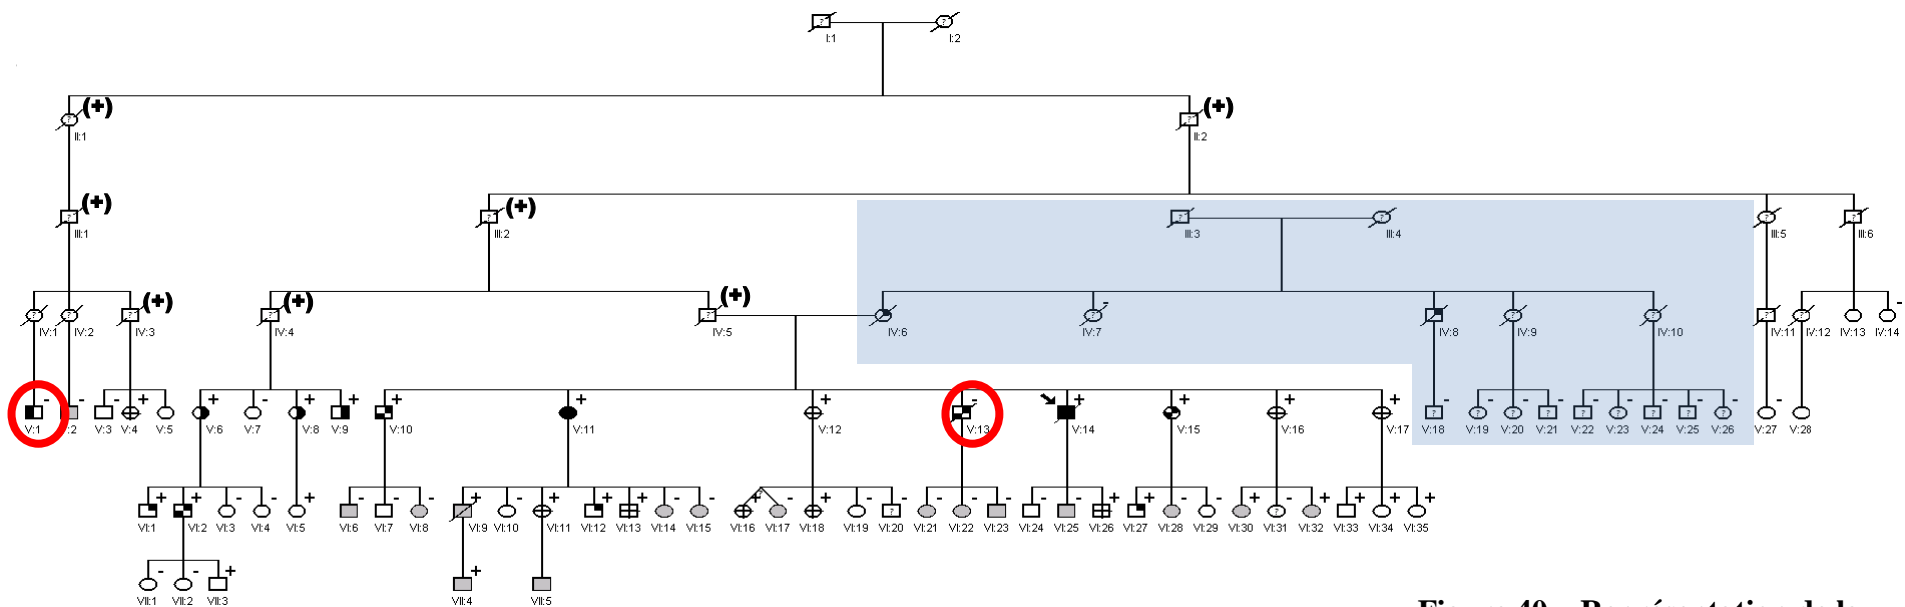 I:1 I:2
(+) (+)
II:1 II:2
(+) (+)
III:1 III:2 III:3 III:4 III:5 III:6
(+) (+) (+) - -
IV:1 IV:2 IV:3 IV:4 IV:5 IV:6 IV:7 IV:8 IV:9 IV:10 IV:11 IV:12 IV:13 IV:14
- - - + + - + + + + + - + + + + - - - - - - - - - -
V:1 :2 V:3 V:4 V:5 V:6 V:7 V:8 V:9 V:10 V:11 V:12 V:13 V:14 V:15 V:16 V:17 V:18 V:19 V:20 V:21 V:22 V:23 V:24 V:25 V:26 V:27 V:28
+ + - - + - - + - + + + - - + - + - - - - - - - + + - - + - + + + +
VI:1 VI:2 VI:3 VI:4 VI:5 VI:6 VI:7 VI:8 VI:9 VI:10 VI:11 VI:12 VI:13 VI:14 VI:15 VI:16 VI:17 VI:18 VI:19 VI:20 VI:21 VI:22 VI:23 VI:24 VI:25 VI:26 VI:27 VI:28 VI:29 VI:30 VI:31 VI:32 VI:33 VI:34 VI:35
- - + +
VII:1 VII:2 VII:3 VII:4 VII:5